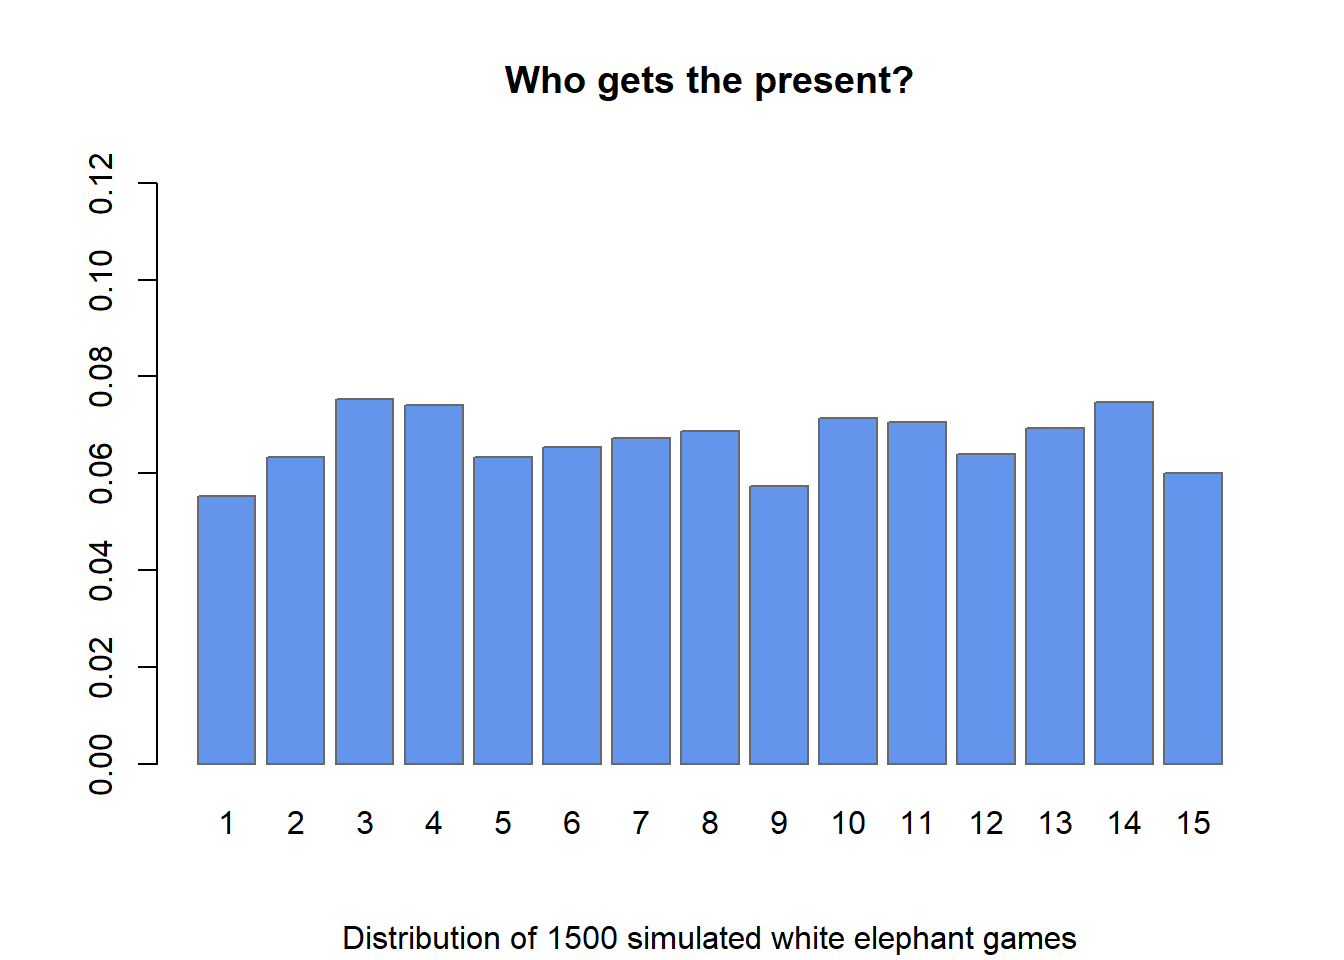 Who gets the present?
0.12
0.10
0.08
0.06
0.04
0.02
0.00
1 2 3 4 5 6 7 8 9 10 11 12 13 14 15
Distribution of 1500 simulated white elephant games